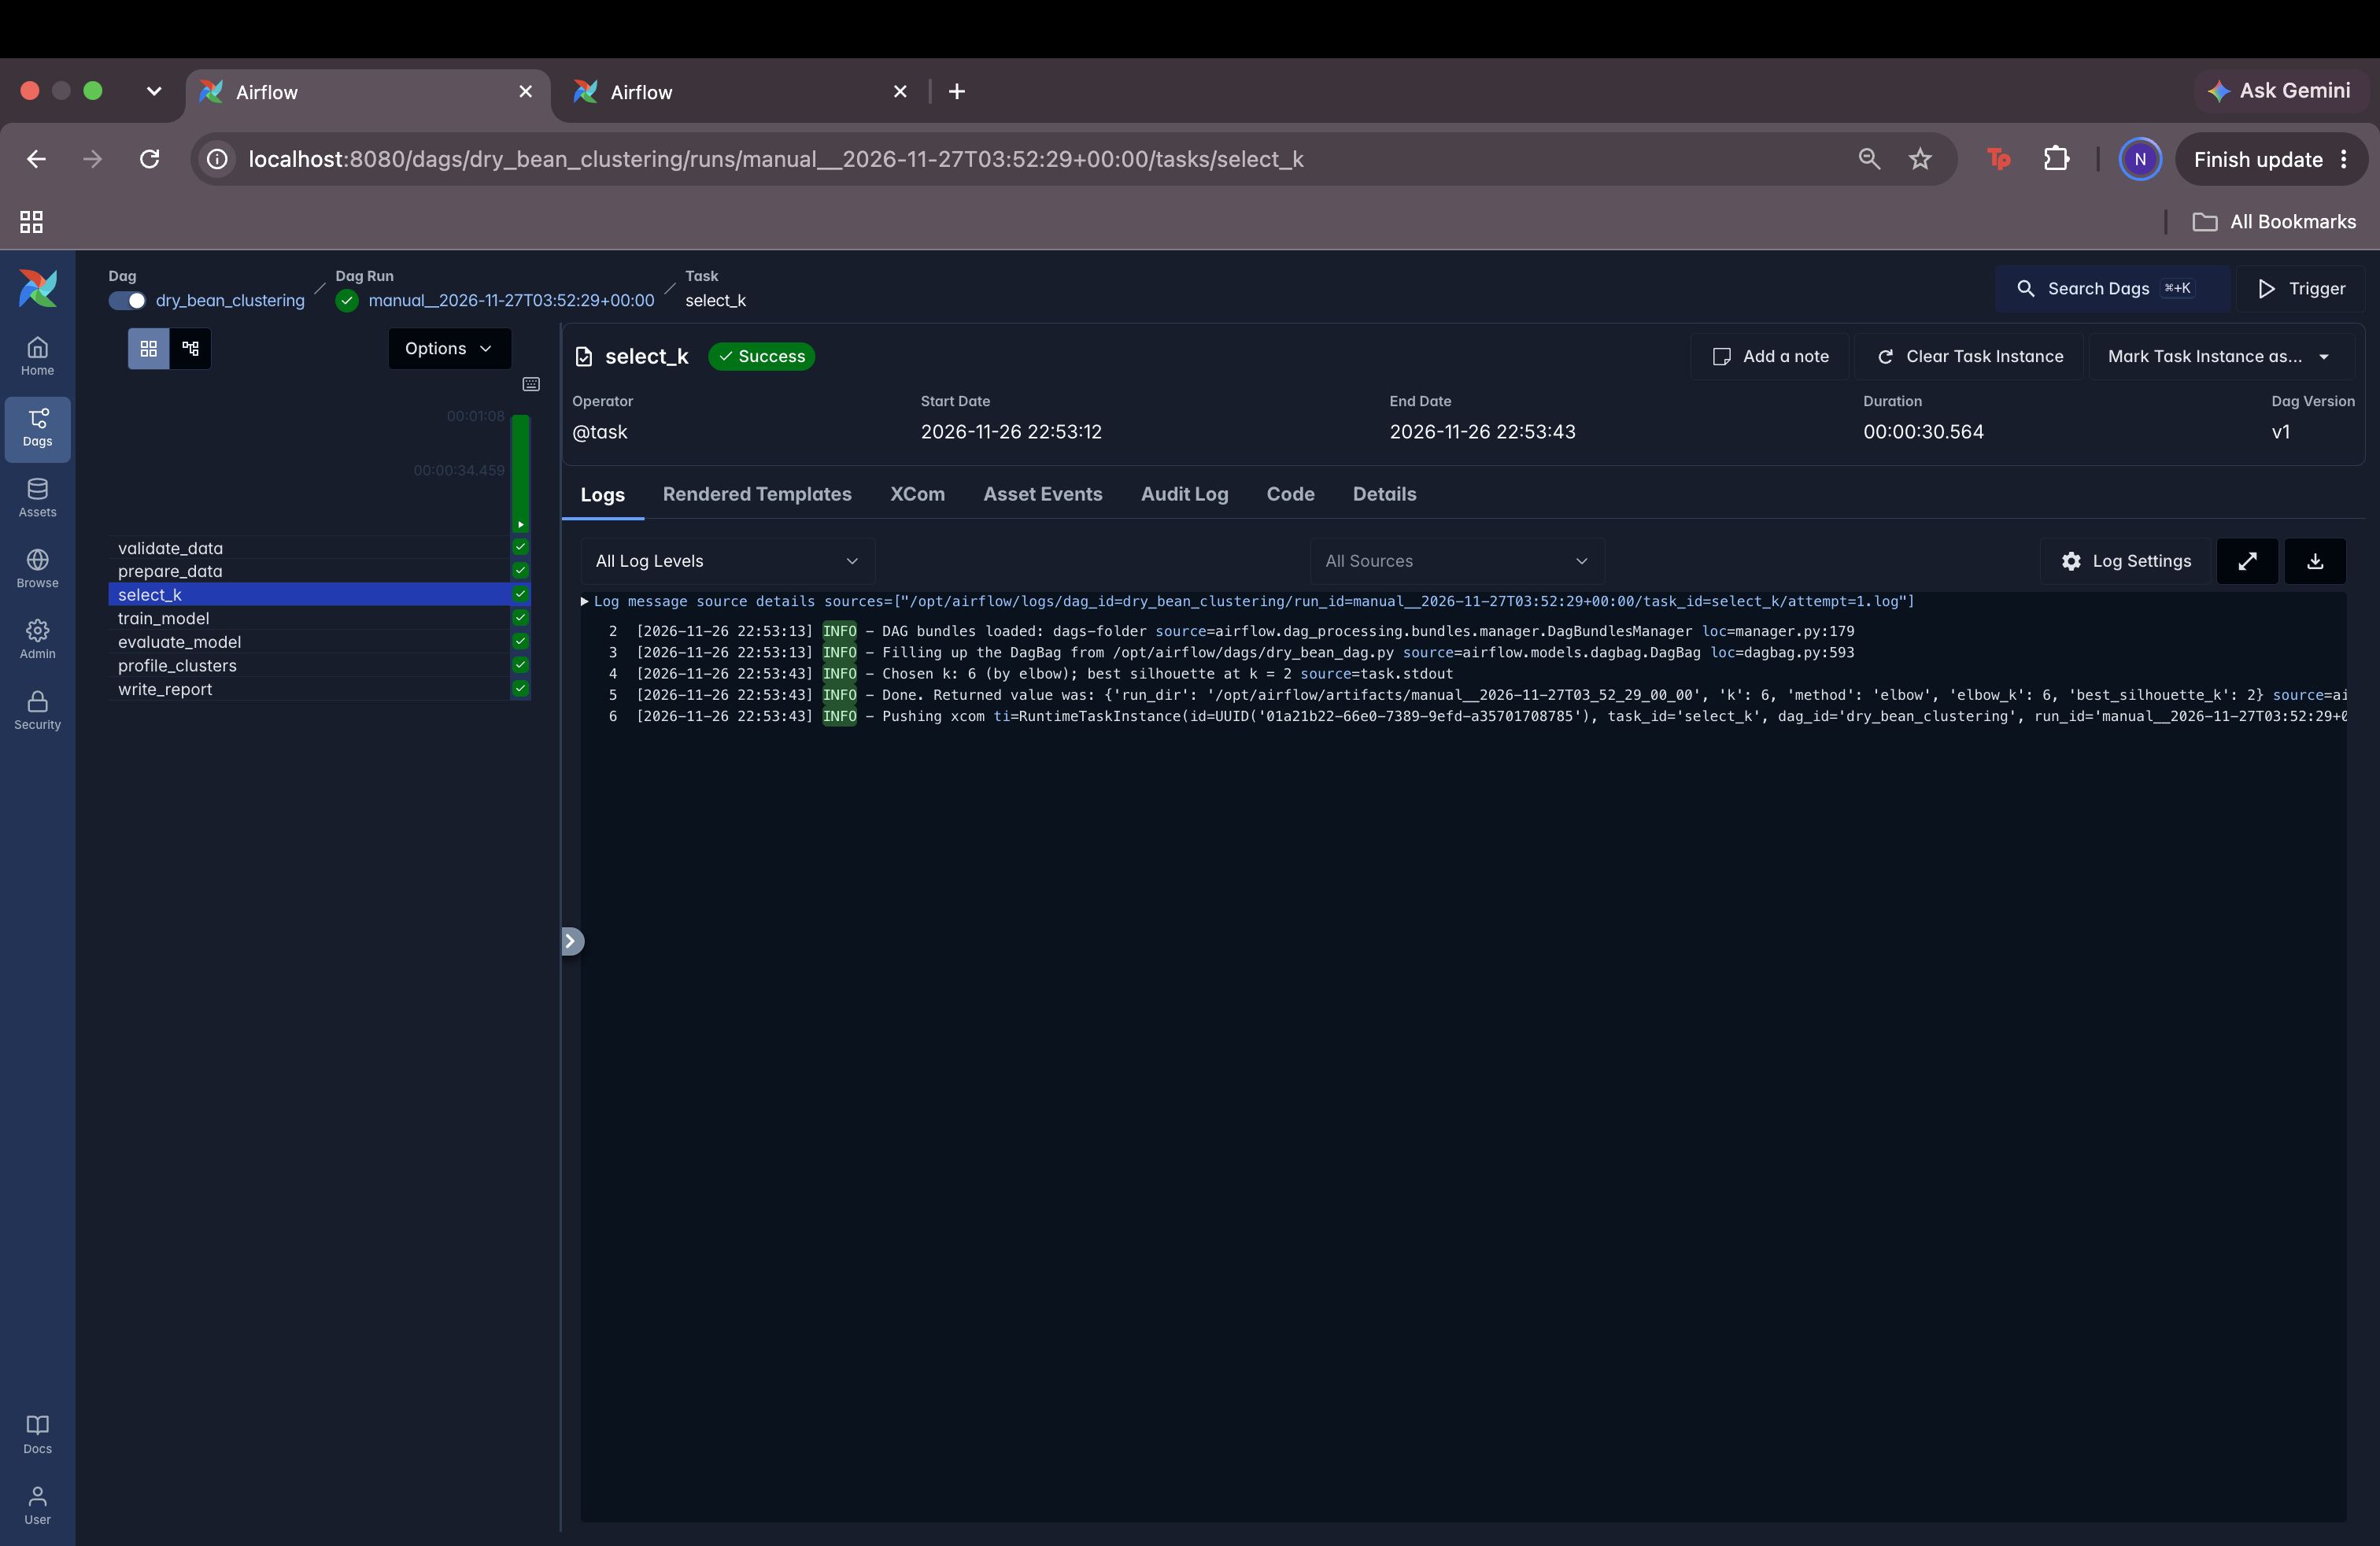 Airflow
Airflow
Ask Gemini
localhost:8080/dags/dry_bean_clustering/runs/manual__2026-11-27T03:52:29+00:00/tasks/select_k
Tp
N
Finish update
All Bookmarks
Dag
dry_bean_clustering
Dag Run
manual__2026-11-27T03:52:29+00:00
Task
select_k
Search Dags
⌘+K
Trigger
Home
Dags
Assets
Browse
Admin
Security
Docs
User
Options
00:01:08
00:00:34.459
validate_data
prepare_data
select_k
train_model
evaluate_model
profile_clusters
write_report
select_k
Success
Add a note
Clear Task Instance
Mark Task Instance as...
Operator
@task
Start Date
2026-11-26 22:53:12
End Date
2026-11-26 22:53:43
Duration
00:00:30.564
Dag Version
v1
Logs
Rendered Templates
XCom
Asset Events
Audit Log
Code
Details
All Log Levels
All Sources
Log Settings
Log message source details sources=["/opt/airflow/logs/dag_id=dry_bean_clustering/run_id=manual__2026-11-27T03:52:29+00:00/task_id=select_k/attempt=1.log"]
2 [2026-11-26 22:53:13] INFO - DAG bundles loaded: dags-folder source=airflow.dag_processing.bundles.manager.DagBundlesManager loc=manager.py:179
3 [2026-11-26 22:53:13] INFO - Filling up the DagBag from /opt/airflow/dags/dry_bean_dag.py source=airflow.models.dagbag.DagBag loc=dagbag.py:593
4 [2026-11-26 22:53:43] INFO - Chosen k: 6 (by elbow); best silhouette at k = 2 source=task.stdout
5 [2026-11-26 22:53:43] INFO - Done. Returned value was: {'run_dir': '/opt/airflow/artifacts/manual__2026-11-27T03_52_29_00_00', 'k': 6, 'method': 'elbow', 'elbow_k': 6, 'best_silhouette_k': 2} source=ai
6 [2026-11-26 22:53:43] INFO - Pushing xcom ti=RuntimeTaskInstance(id=UUID('01a21b22-66e0-7389-9efd-a35701708785'), task_id='select_k', dag_id='dry_bean_clustering', run_id='manual__2026-11-27T03:52:29+0